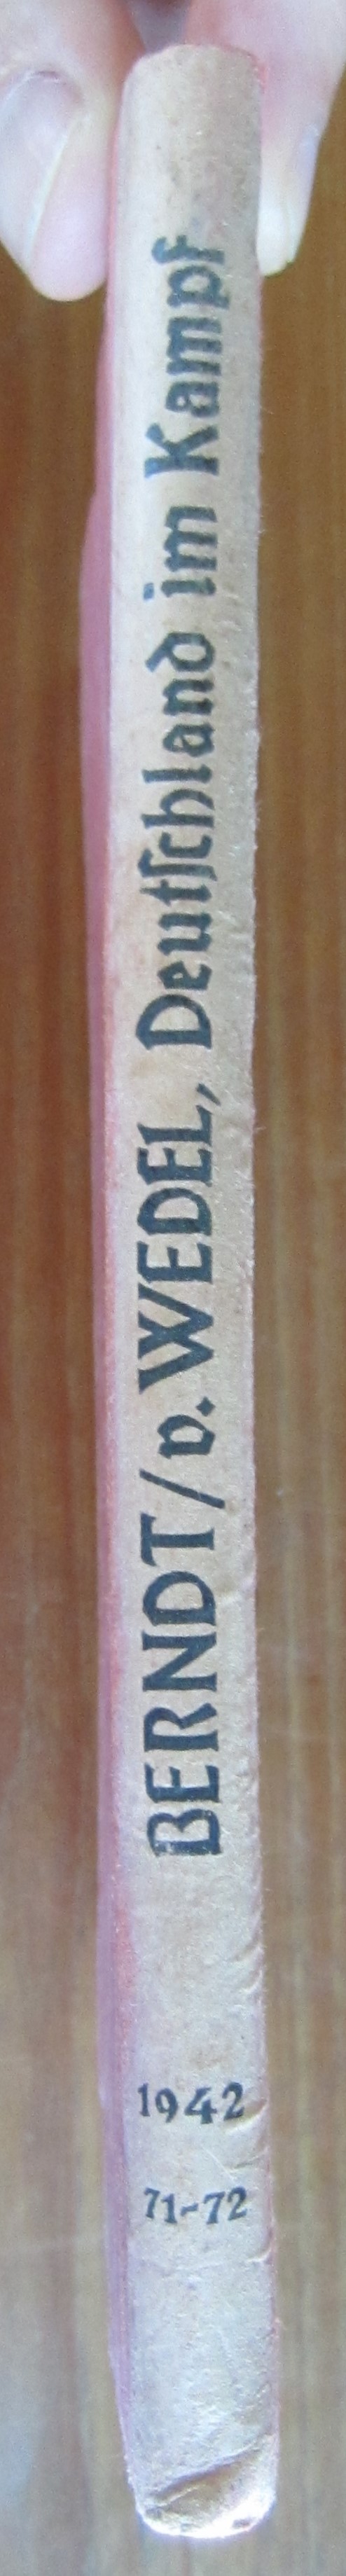 BERNDT/v. WEDEL, Deutſchland im Kampf
1942
71-72